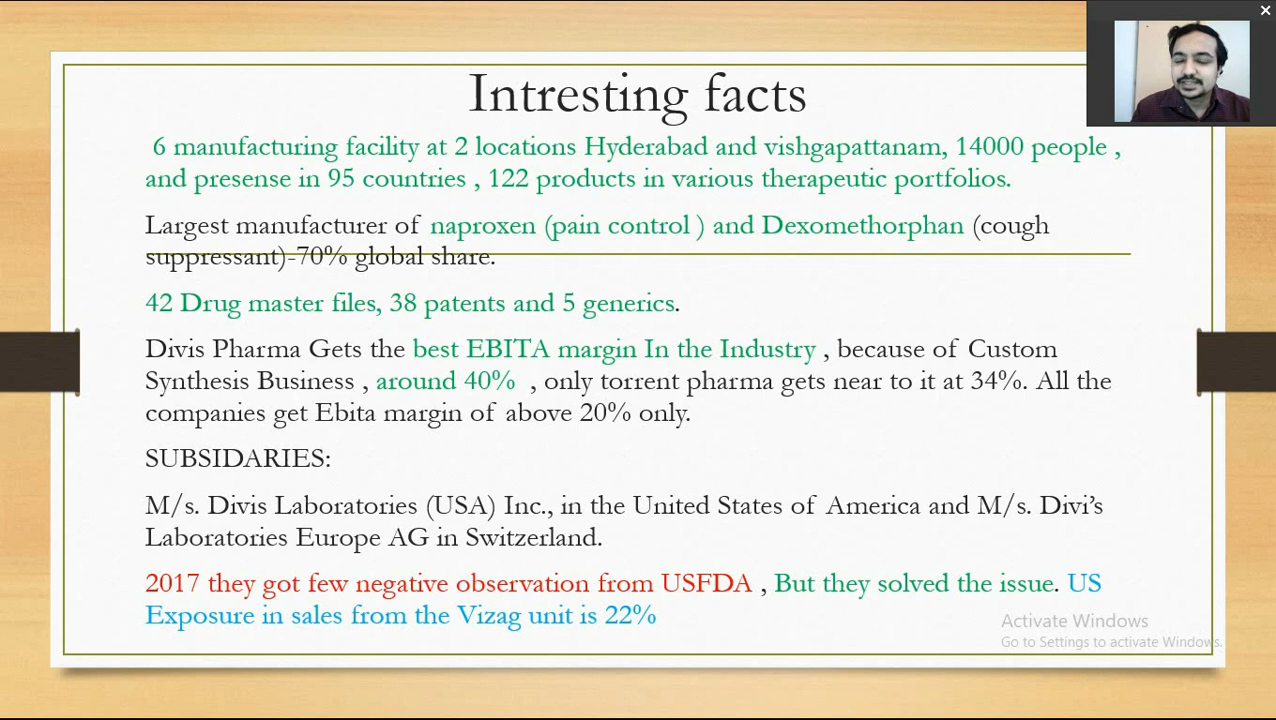 Intresting facts
6 manufacturing facility at 2 locations Hyderabad and vishgapattanam, 14000 people ,
and presense in 95 countries , 122 products in various therapeutic portfolios.
Largest manufacturer of naproxen (pain control ) and Dexomethorphan (cough
suppressant)-70% global share.
42 Drug master files, 38 patents and 5 generics.
Divis Pharma Gets the best EBITA margin In the Industry , because of Custom
Synthesis Business , around 40% , only torrent pharma gets near to it at 34%. All the
companies get Ebita margin of above 20% only.
SUBSIDARIES:
M/s. Divis Laboratories (USA) Inc., in the United States of America and M/s. Divi’s
Laboratories Europe AG in Switzerland.
2017 they got few negative observation from USFDA , But they solved the issue. US
Exposure in sales from the Vizag unit is 22%
Activate Windows
Go to Settings to activate Windows.